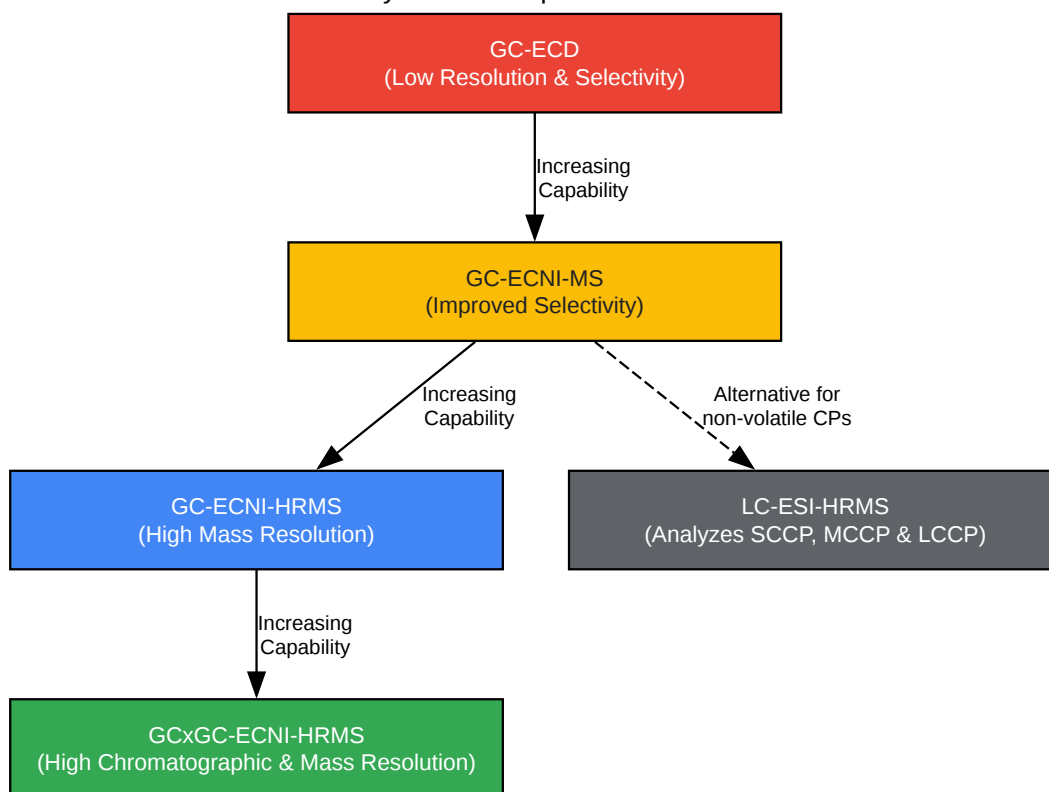 GC-ECD
(Low Resolution & Selectivity)
Increasing
Capability
GC-ECNI-MS
(Improved Selectivity)
Increasing
Capability
Alternative for
non-volatile CPs
GC-ECNI-HRMS
(High Mass Resolution)
LC-ESI-HRMS
(Analyzes SCCP, MCCP & LCCP)
Increasing
Capability
GCxGC-ECNI-HRMS
(High Chromatographic & Mass Resolution)